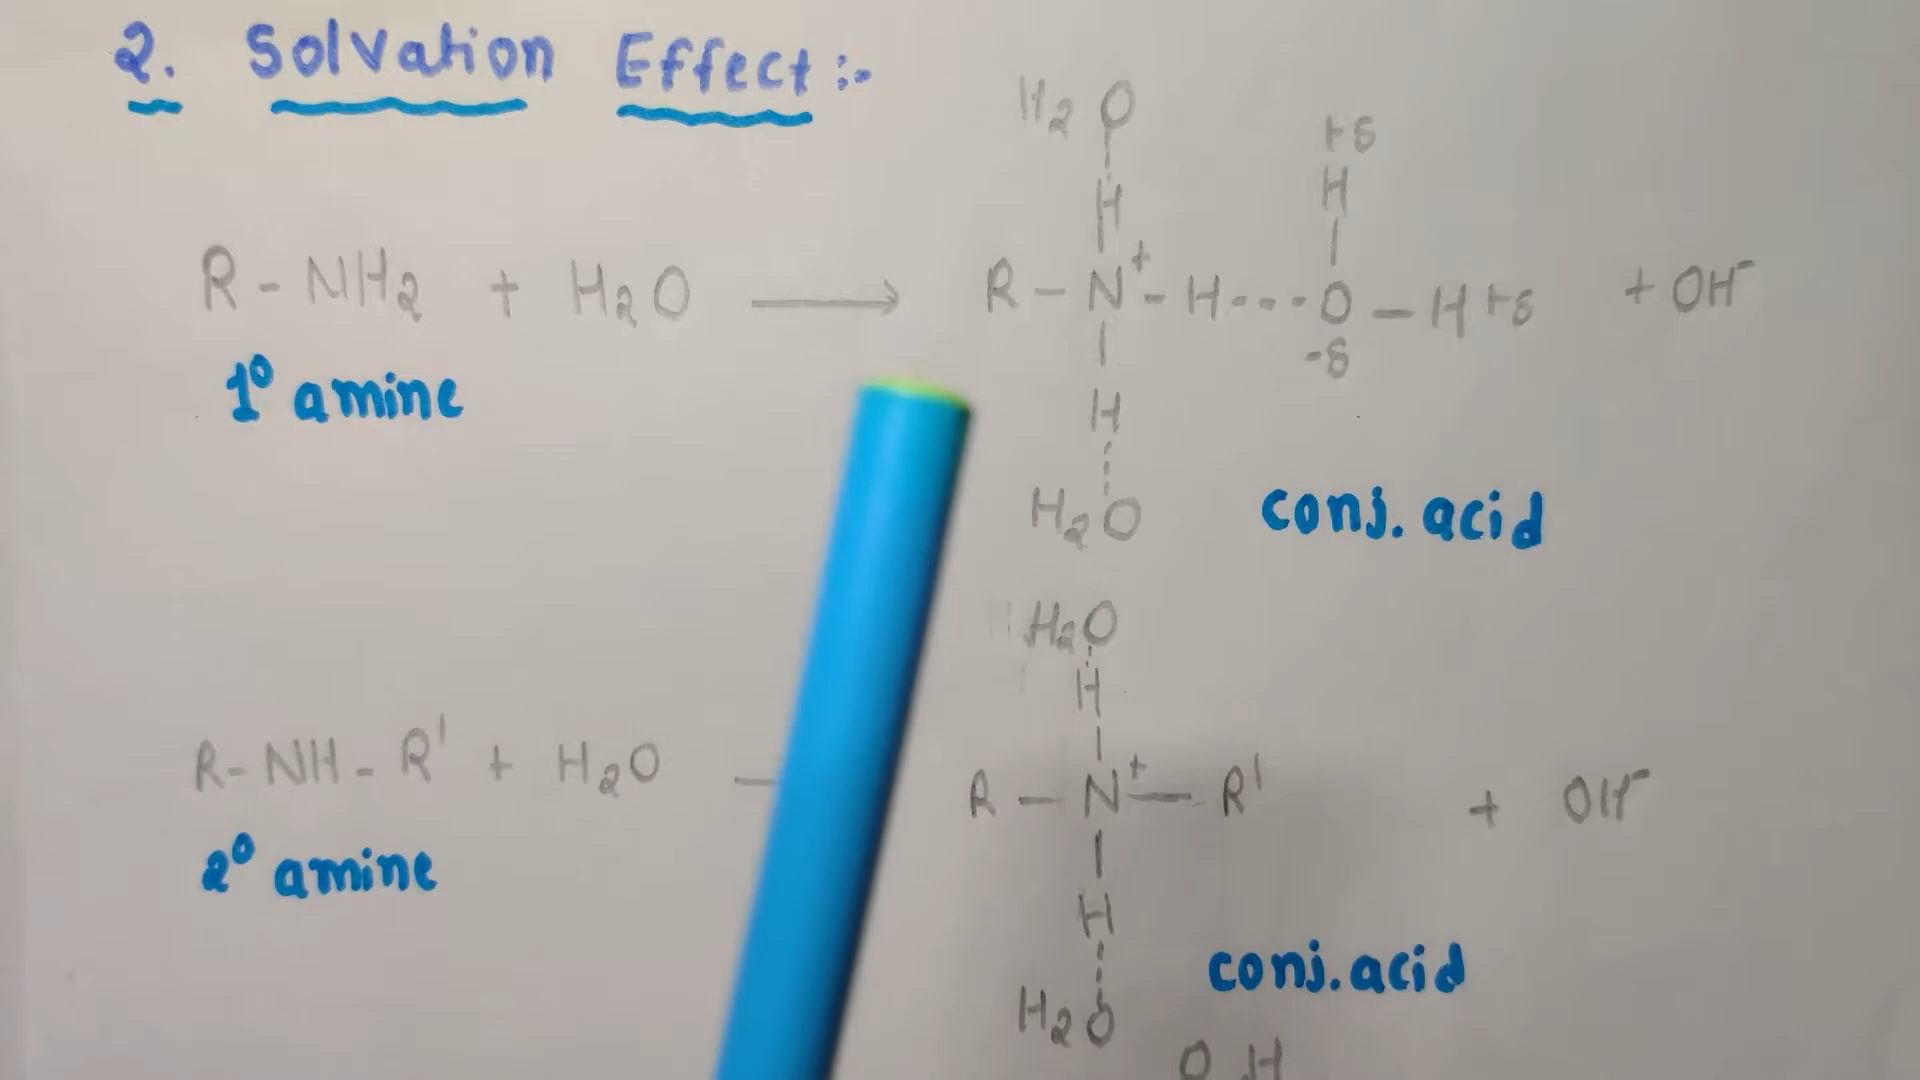 2. Solvation Effect :-
H2O
+δ
H H
R - NH2 + H2O ⟶ R - N+ - H --- O - H +δ + OH-
-δ
1° amine
H
H2O
conj. acid
H2O
H
R - NH - R' + H2O — R - N+ - R' + OH-
2° amine
H
conj. acid
H2O